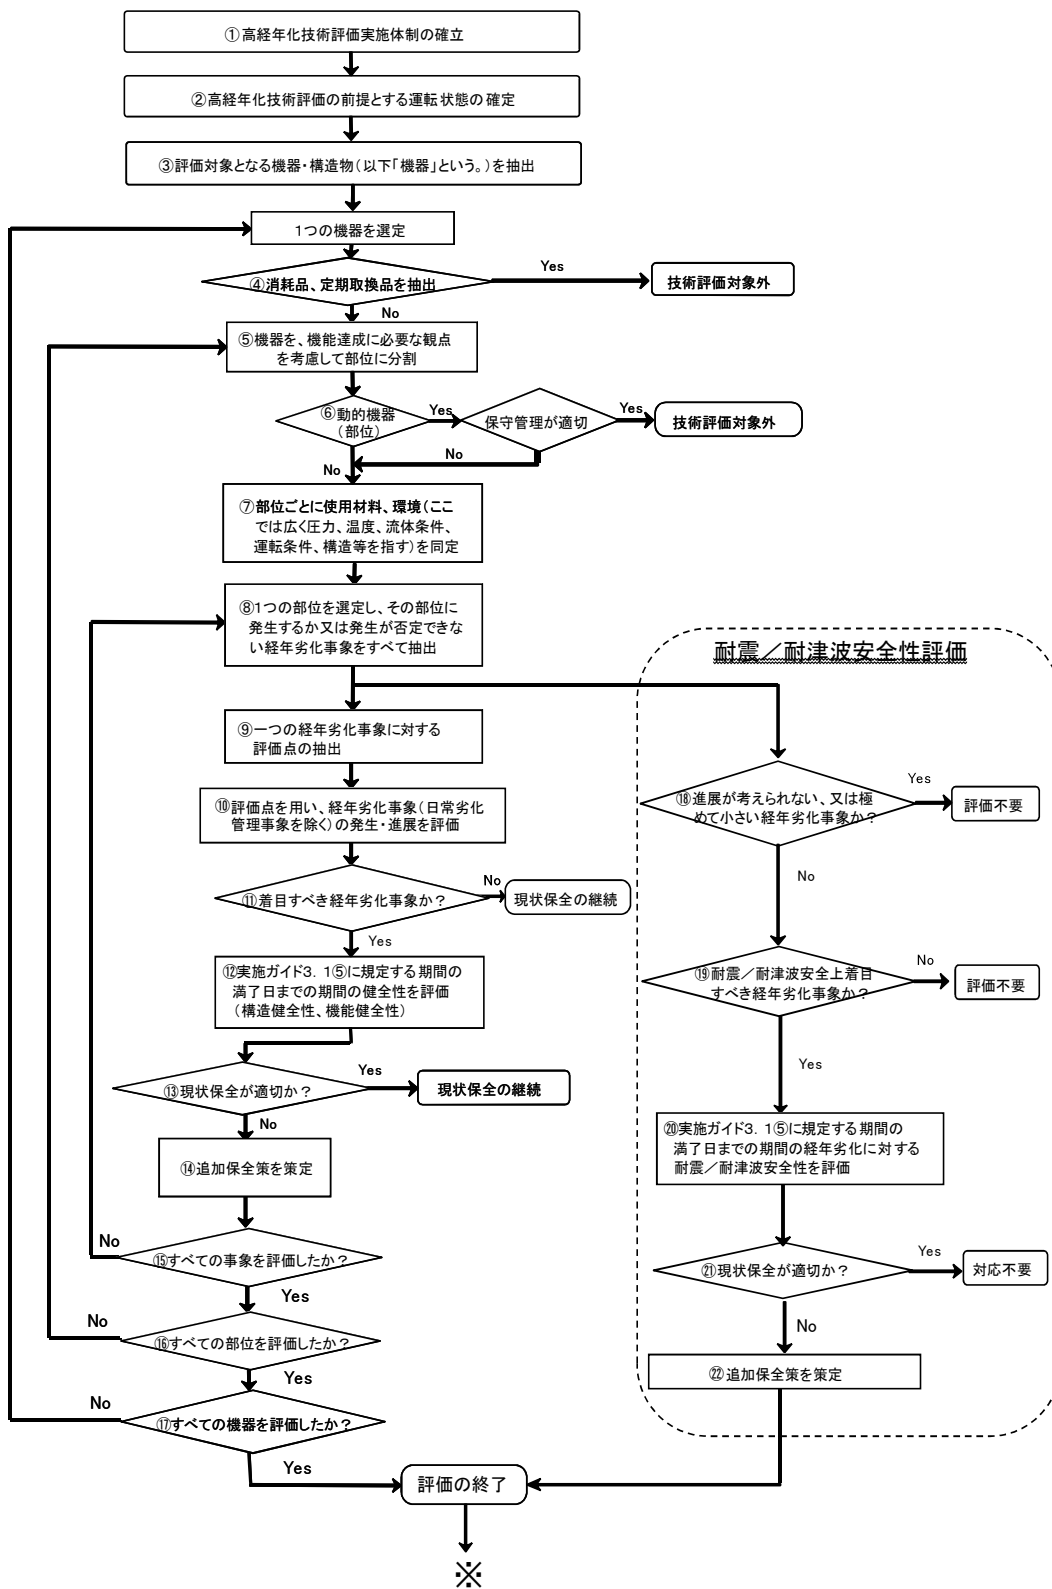 ①高経年化技術評価実施体制の確立
②高経年化技術評価の前提とする運転状態の確定
③評価対象となる機器・構造物(以下「機器」という。)を抽出
1つの機器を選定
④消耗品、定期取換品を抽出
Yes
技術評価対象外
No
⑤機器を、機能達成に必要な観点
を考慮して部位に分割
⑥動的機器
(部位)
Yes
保守管理が適切
Yes
技術評価対象外
No
No
⑦部位ごとに使用材料、環境(ここ
では広く圧力、温度、流体条件、
運転条件、構造等を指す)を同定
⑧1つの部位を選定し、その部位に
発生するか又は発生が否定できな
い経年劣化事象をすべて抽出
⑨一つの経年劣化事象に対する
評価点の抽出
⑩評価点を用い、経年劣化事象(日常劣化
管理事象を除く)の発生・進展を評価
⑪着目すべき経年劣化事象か?
No
現状保全の継続
Yes
⑫実施ガイド3.1⑤に規定する期間の
満了日までの期間の健全性を評価
(構造健全性、機能健全性)
⑬現状保全が適切か?
Yes
現状保全の継続
No
⑭追加保全策を策定
No
⑮すべての事象を評価したか?
Yes
No
⑯すべての部位を評価したか?
Yes
No
⑰すべての機器を評価したか?
Yes
耐震/耐津波安全性評価
⑱進展が考えられない、又は極
めて小さい経年劣化事象か?
Yes
評価不要
No
⑲耐震/耐津波安全上着目
すべき経年劣化事象か?
No
評価不要
Yes
⑳実施ガイド3.1⑤に規定する期間の
満了日までの期間の経年劣化に対する
耐震/耐津波安全性を評価
㉑現状保全が適切か?
Yes
対応不要
No
㉒追加保全策を策定
評価の終了
※